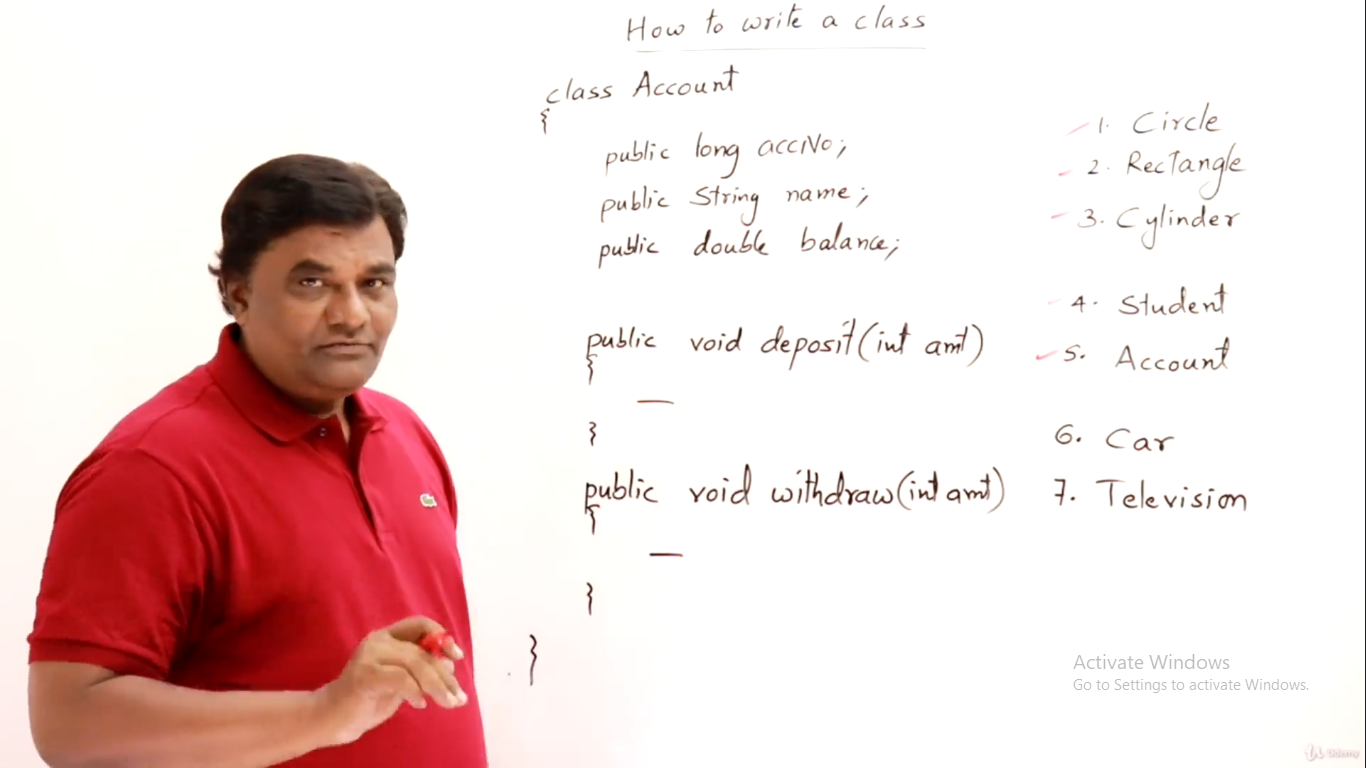 How to write a class
class Account
{
public long accNo;
public String name;
public double balance;
public void deposit(int amt)
{
—
}
public void withdraw(int amt)
{
—
}
}
1. Circle
2. Rectangle
3. Cylinder
4. Student
5. Account
6. Car
7. Television
Activate Windows
Go to Settings to activate Windows.
Udemy